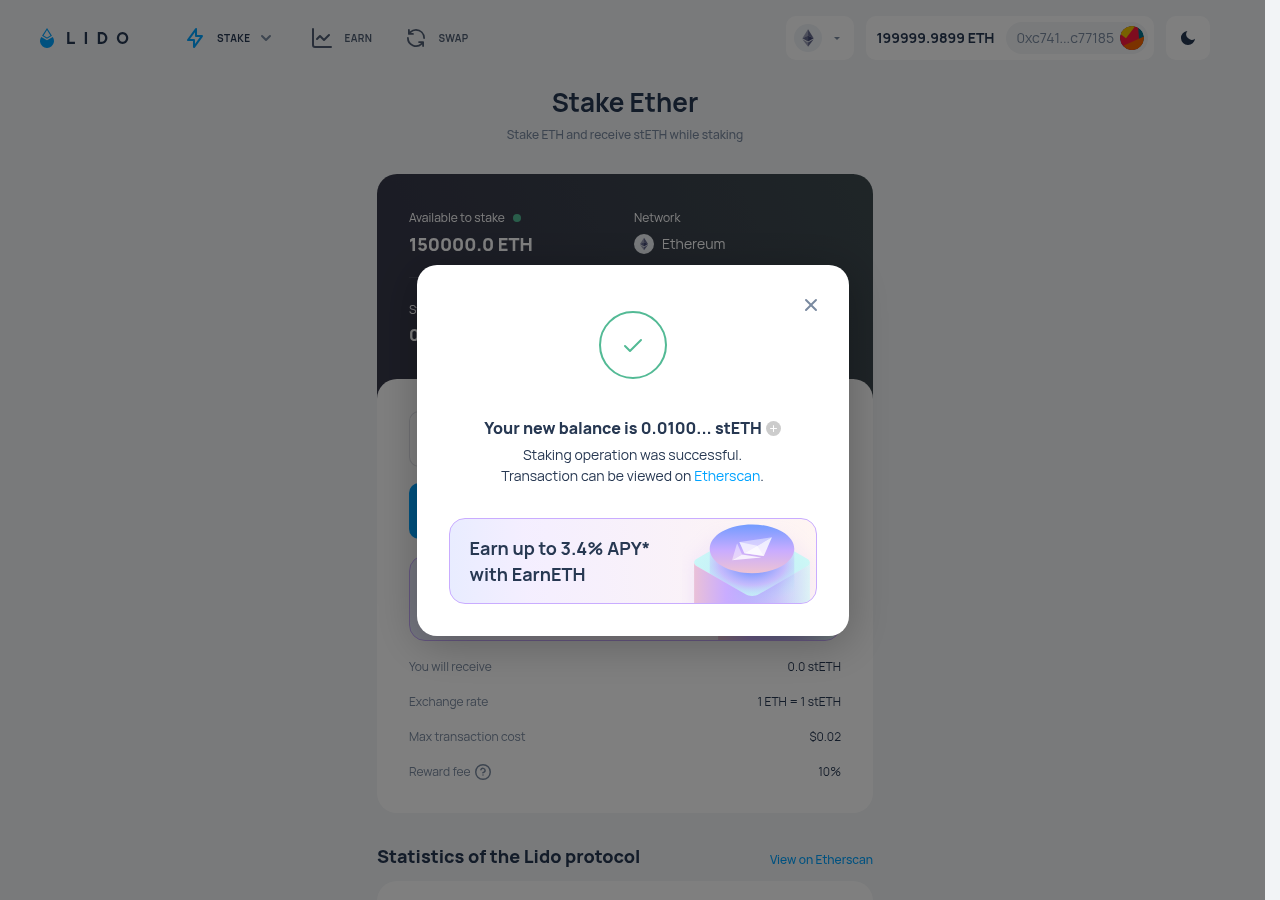 LIDO
STAKE
EARN
SWAP
199999.9899 ETH
0xc741...c77185
Stake Ether
Stake ETH and receive stETH while staking
Available to stake
Network
150000.0 ETH
Ethereum
Your new balance is 0.0100... stETH
Staking operation was successful.
Transaction can be viewed on Etherscan.
Earn up to 3.4% APY*
with EarnETH
You will receive
0.0 stETH
Exchange rate
1 ETH = 1 stETH
Max transaction cost
$0.02
Reward fee
10%
Statistics of the Lido protocol
View on Etherscan